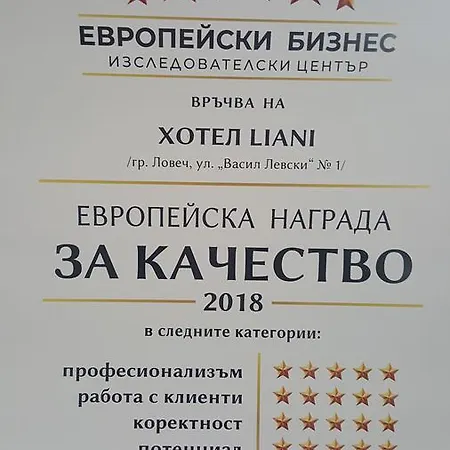 ЕВРОПЕЙСКИ БИЗНЕС
ИЗСЛЕДОВАТЕЛСКИ ЦЕНТЪР
ВРЪЧВА НА
ХОТЕЛ LIANI
/гр. Ловеч, ул. „Васил Левски“ № 1/
ЕВРОПЕЙСКА НАГРАДА
ЗА КАЧЕСТВО
2018
в следните категории:
професионализъм
работа с клиенти
коректност
потенциал